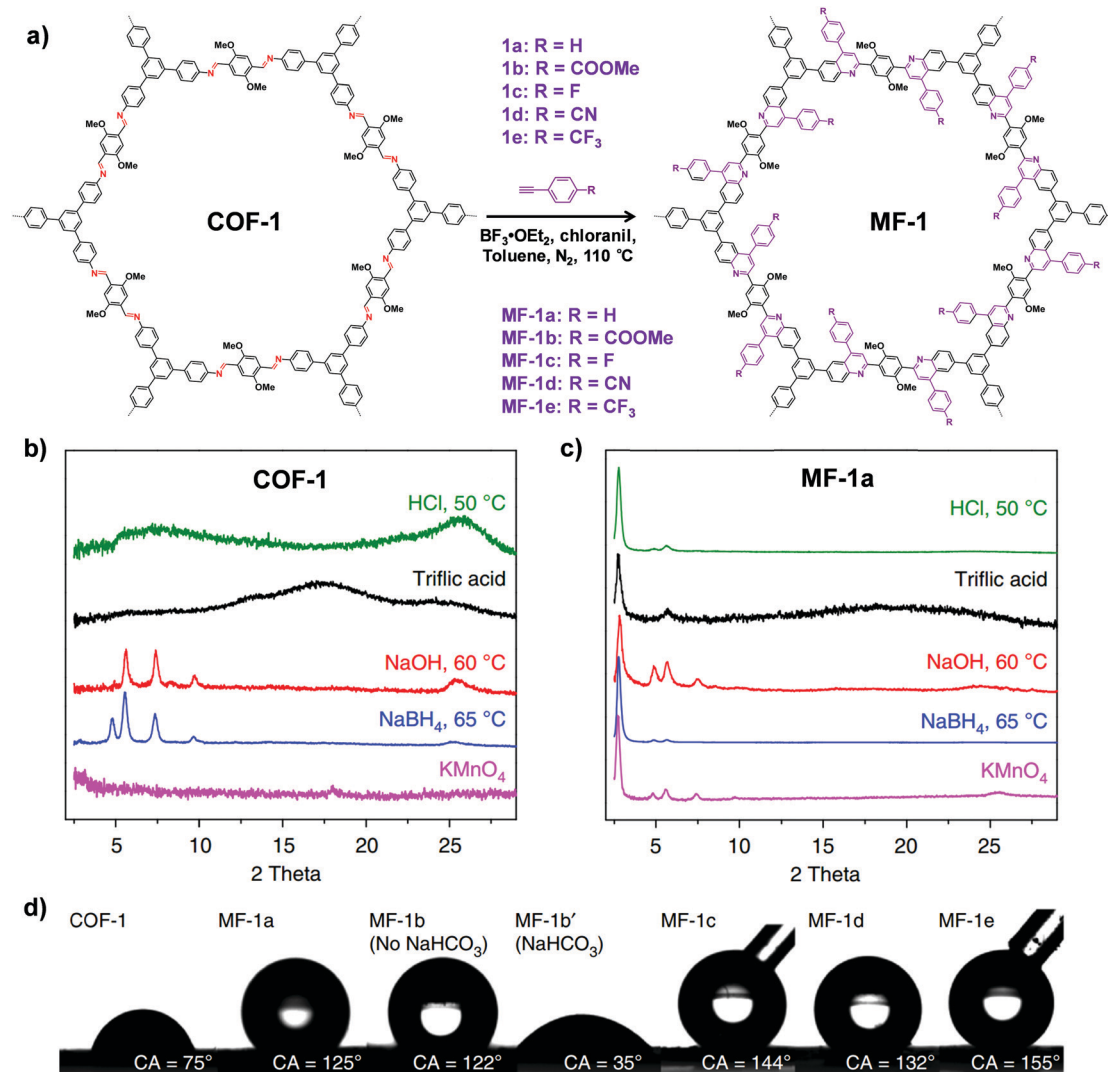 a)
MeO
OMe
N
COF-1
1a: R = H
1b: R = COOMe
1c: R = F
1d: R = CN
1e: R = CF₃
R
BF₃•OEt₂, chloranil,
Toluene, N₂, 110 °C
MF-1a: R = H
MF-1b: R = COOMe
MF-1c: R = F
MF-1d: R = CN
MF-1e: R = CF₃
MF-1
b)
COF-1
HCl, 50 °C
Triflic acid
NaOH, 60 °C
NaBH₄, 65 °C
KMnO₄
5 10 15 20 25
2 Theta
c)
MF-1a
HCl, 50 °C
Triflic acid
NaOH, 60 °C
NaBH₄, 65 °C
KMnO₄
5 10 15 20 25
2 Theta
d)
COF-1
CA = 75°
MF-1a
CA = 125°
MF-1b
(No NaHCO₃)
CA = 122°
MF-1b′
(NaHCO₃)
CA = 35°
MF-1c
CA = 144°
MF-1d
CA = 132°
MF-1e
CA = 155°